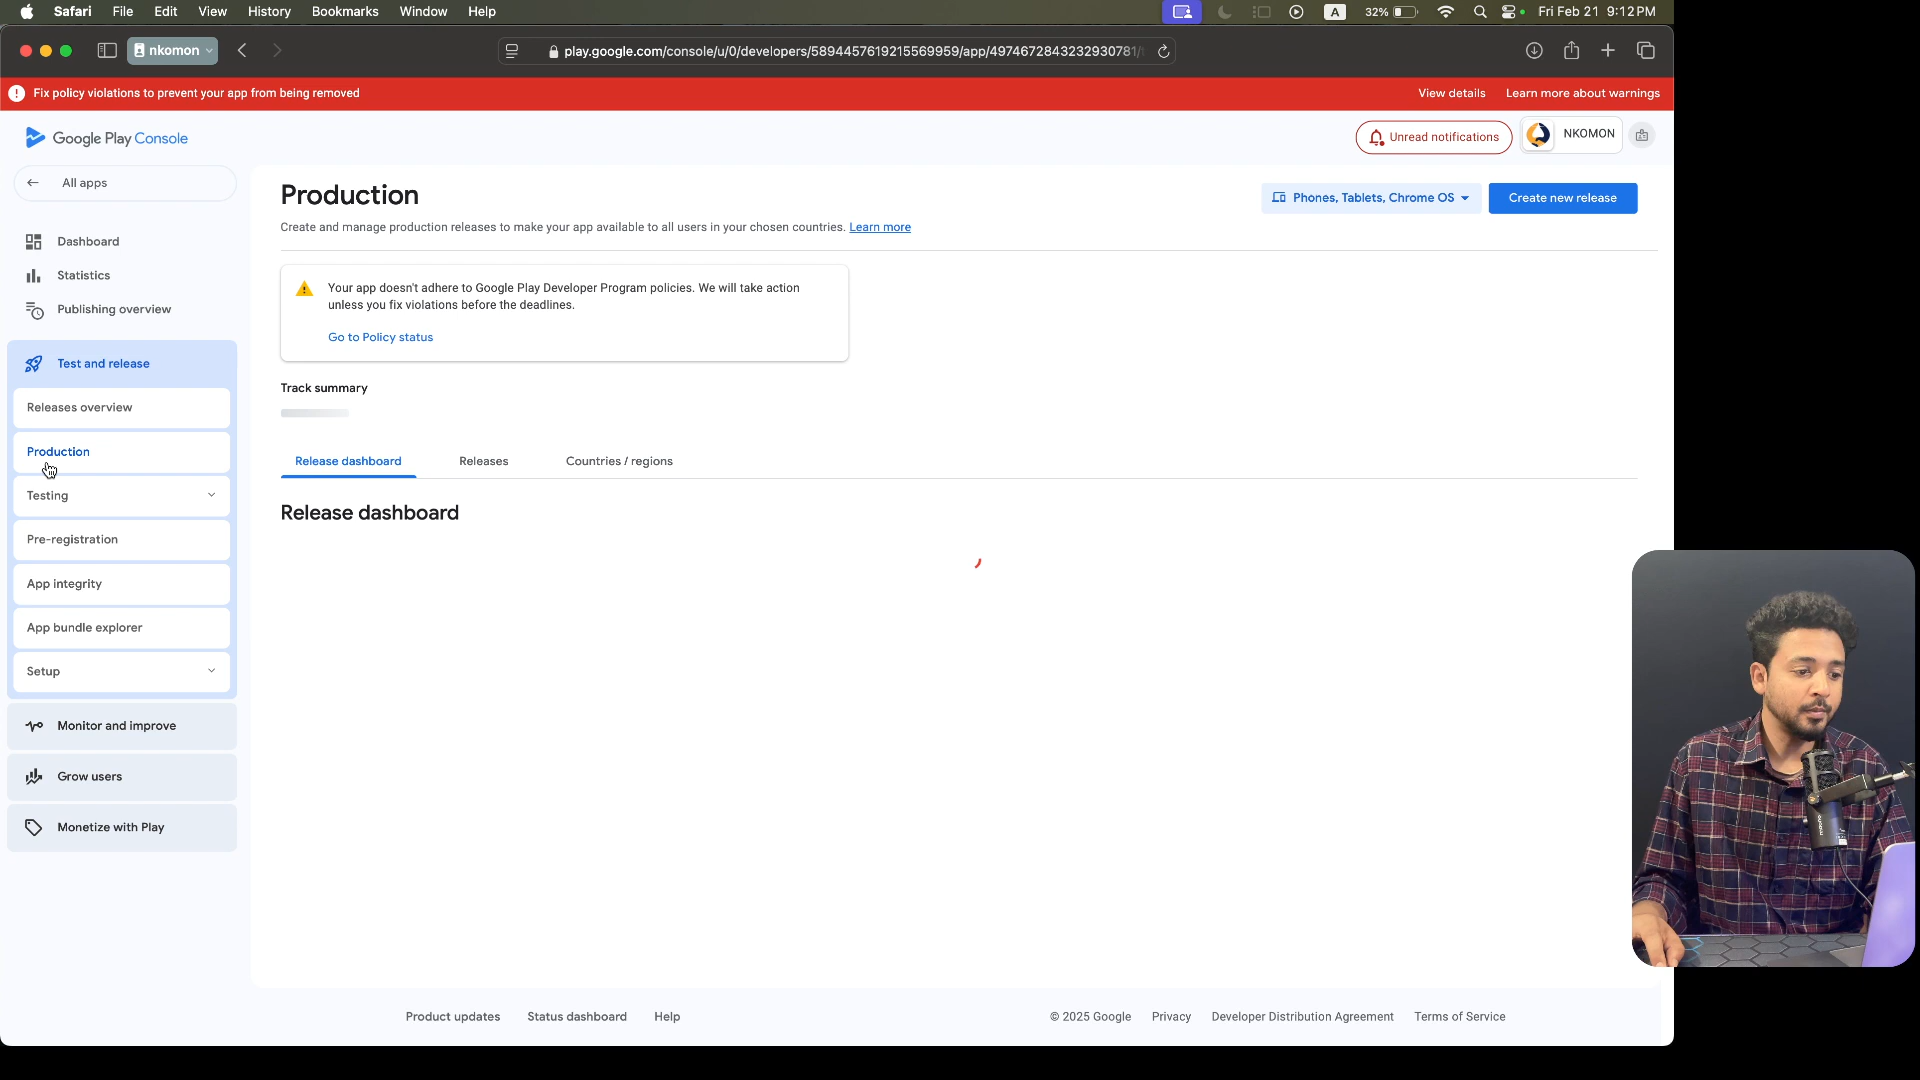 Safari File Edit View History Bookmarks Window Help
A 32% Fri Feb 21 9:12PM
nkomon
play.google.com/console/u/0/developers/5894457619215569959/app/4974672843232930781/
Fix policy violations to prevent your app from being removed
View details Learn more about warnings
Google Play Console
Unread notifications
NKOMON
All apps
Dashboard
Statistics
Publishing overview
Test and release
Releases overview
Production
Testing
Pre-registration
App integrity
App bundle explorer
Setup
Monitor and improve
Grow users
Monetize with Play
Production
Phones, Tablets, Chrome OS
Create new release
Create and manage production releases to make your app available to all users in your chosen countries. Learn more
Your app doesn't adhere to Google Play Developer Program policies. We will take action
unless you fix violations before the deadlines.
Go to Policy status
Track summary
Release dashboard Releases Countries / regions
Release dashboard
Product updates Status dashboard Help
© 2025 Google Privacy Developer Distribution Agreement Terms of Service